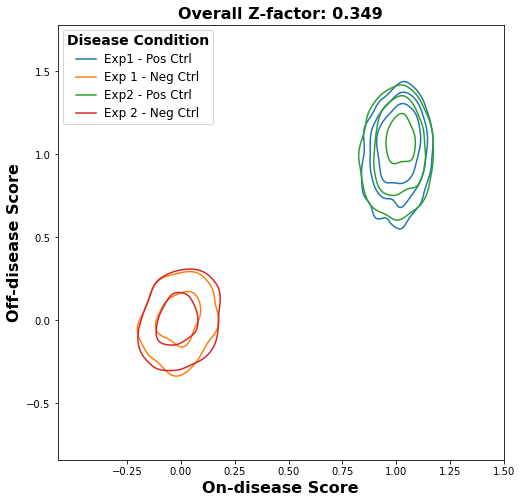 Overall Z-factor: 0.349
Disease Condition
Exp1 - Pos Ctrl
Exp 1 - Neg Ctrl
Exp2 - Pos Ctrl
Exp 2 - Neg Ctrl
Off-disease Score
1.5
1.0
0.5
0.0
−0.5
−0.25
0.00
0.25
0.50
0.75
1.00
1.25
1.50
On-disease Score